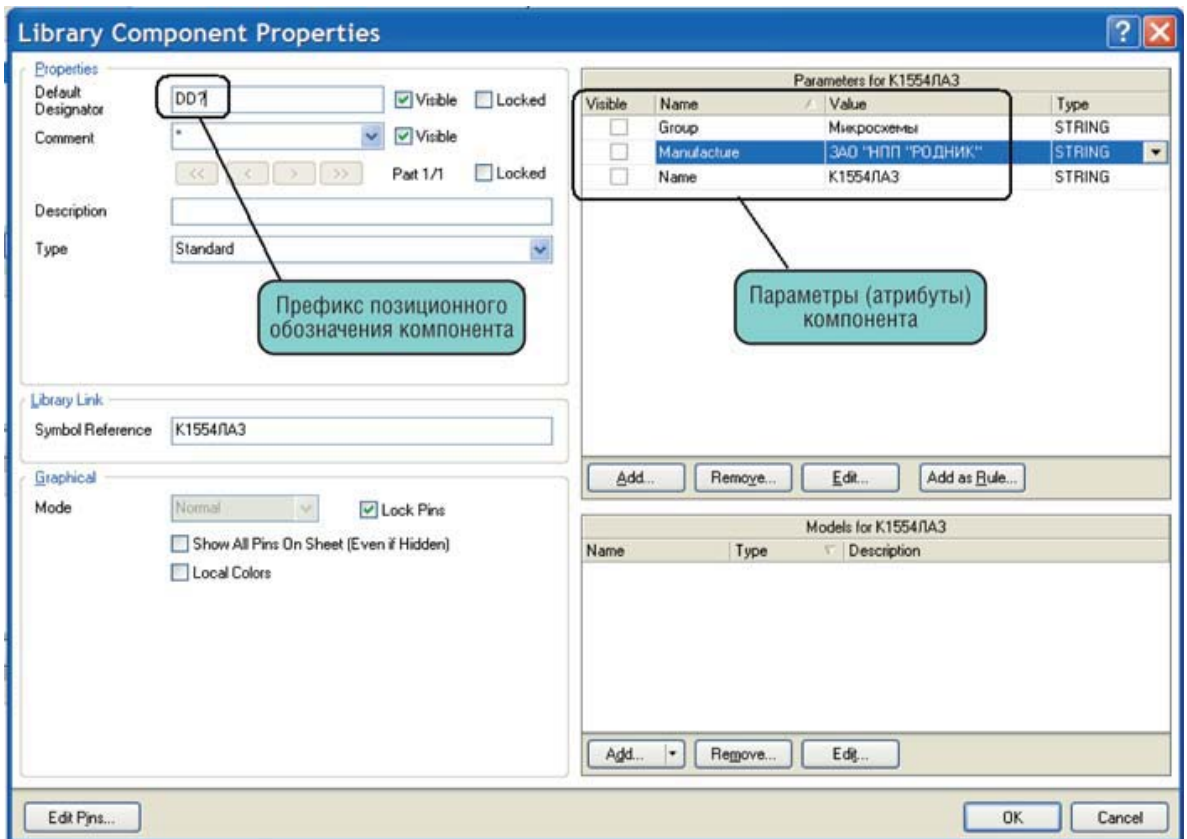 Library Component Properties
Properties
Default Designator
DD?
Visible
Locked
Comment
*
Visible
<<
<
>
>>
Part 1/1
Locked
Description
Type
Standard
Префикс позиционного
обозначения компонента
Library Link
Symbol Reference
К1554ЛА3
Graphical
Mode
Normal
Lock Pins
Show All Pins On Sheet (Even if Hidden)
Local Colors
Parameters for К1554ЛА3
Visible Name Value Type
Group Микросхемы STRING
Manufacture ЗАО "НПП "РОДНИК" STRING
Name К1554ЛА3 STRING
Параметры (атрибуты)
компонента
Add... Remove... Edit... Add as Rule...
Models for К1554ЛА3
Name Type Description
Add... Remove... Edit...
Edit Pins... OK Cancel